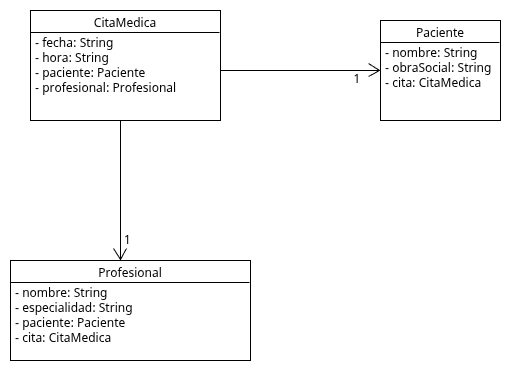 CitaMedica
- fecha: String
- hora: String
- paciente: Paciente
- profesional: Profesional
Paciente
- nombre: String
- obraSocial: String
- cita: CitaMedica
1
1
Profesional
- nombre: String
- especialidad: String
- paciente: Paciente
- cita: CitaMedica